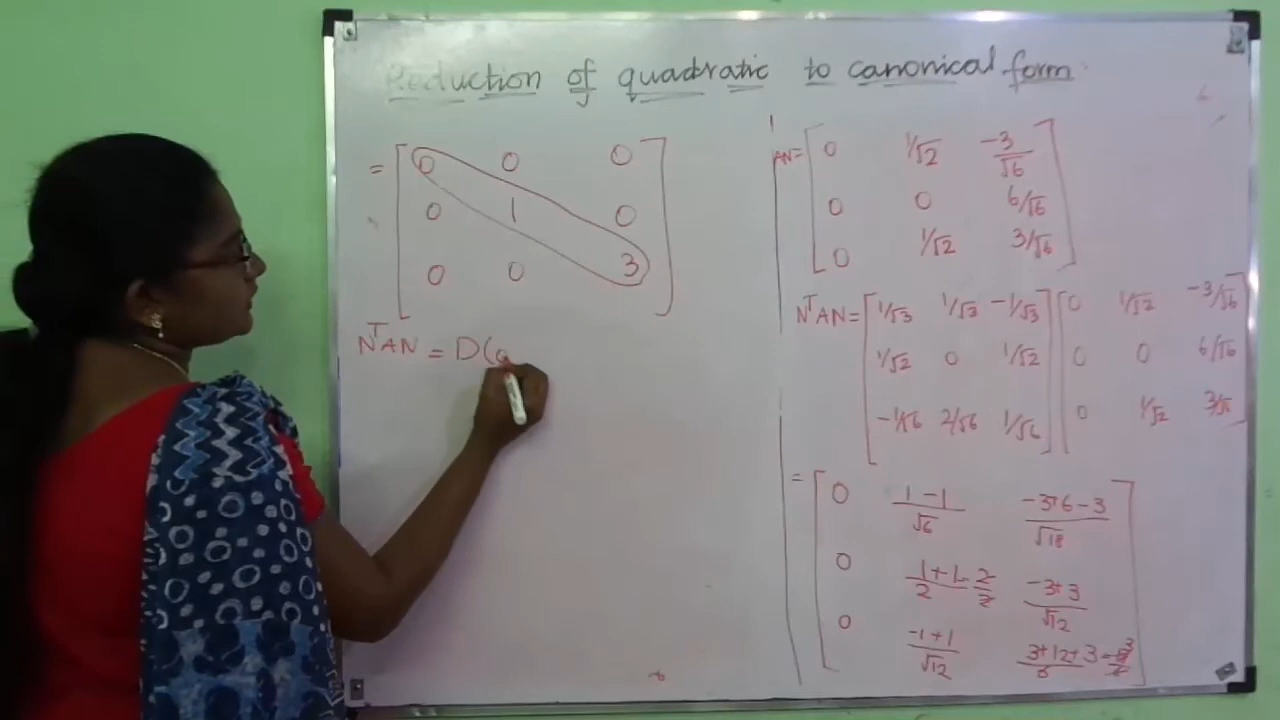 Reduction of quadratic to canonical form
= [ 0 0 0
0 1 0
0 0 3 ]
NᵀAN = D(0
AN = [ 0 1/√2 -3/√6
0 0 6/√6
0 1/√2 3/√6 ]
NᵀAN = [ 1/√3 1/√3 -1/√3 ] [ 0 1/√2 -3/√6 ]
[ 1/√2 0 1/√2 ] [ 0 0 6/√6 ]
[ -1/√6 2/√6 1/√6 ] [ 0 1/√2 3/√6 ]
= [ 0 (1-1)/√6 (-3+6-3)/√18
0 (1+1)/2=2/2 (-3+3)/√12
0 (-1+1)/√12 (3+12+3)/6 = 3 ]